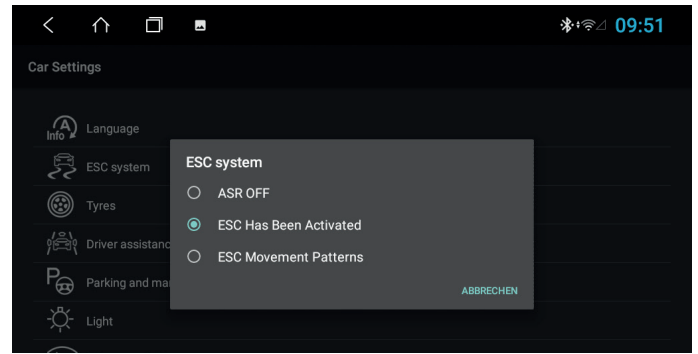 09:51
Car Settings
Info A Language
ESC system
Tyres
Driver assistanc
Parking and ma
Light
ESC system
ASR OFF
ESC Has Been Activated
ESC Movement Patterns
ABBRECHEN